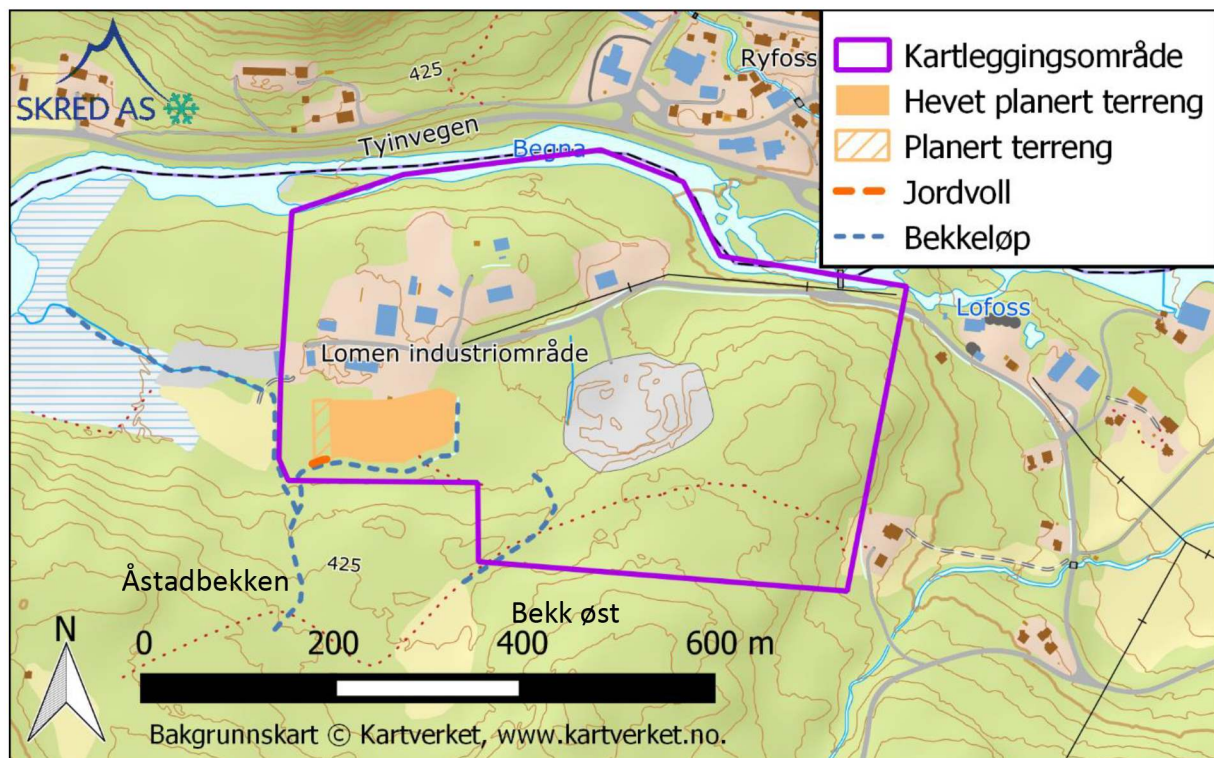 SKRED AS
425
Tyinvegen
Ryfoss
Begna
Kartleggingsområde
Hevet planert terreng
Planert terreng
Jordvoll
Bekkeløp
Lofoss
Lomen industriområde
425
Åstadbekken
Bekk øst
N
0 200 400 600 m
Bakgrunnskart © Kartverket, www.kartverket.no.